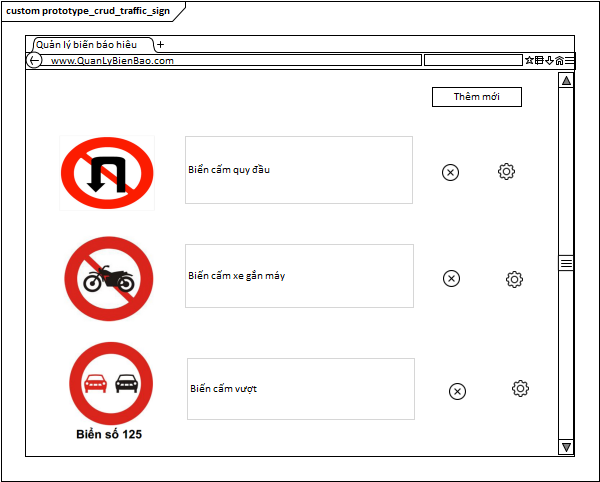 custom prototype_crud_traffic_sign
Quản lý biển báo hiệu
www.QuanLyBienBao.com
Thêm mới
Biển cấm quy đầu
Biển cấm xe gắn máy
Biển cấm vượt
Biển số 125